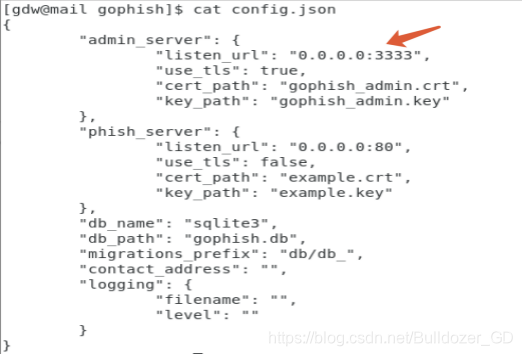 [gdw@mail gophish]$ cat config.json
{
        "admin_server": {
                "listen_url": "0.0.0.0:3333",
                "use_tls": true,
                "cert_path": "gophish_admin.crt",
                "key_path": "gophish_admin.key"
        },
        "phish_server": {
                "listen_url": "0.0.0.0:80",
                "use_tls": false,
                "cert_path": "example.crt",
                "key_path": "example.key"
        },
        "db_name": "sqlite3",
        "db_path": "gophish.db",
        "migrations_prefix": "db/db_",
        "contact_address": "",
        "logging": {
                "filename": "",
                "level": ""
        }
}
https://blog.csdn.net/Bulldozer_GD